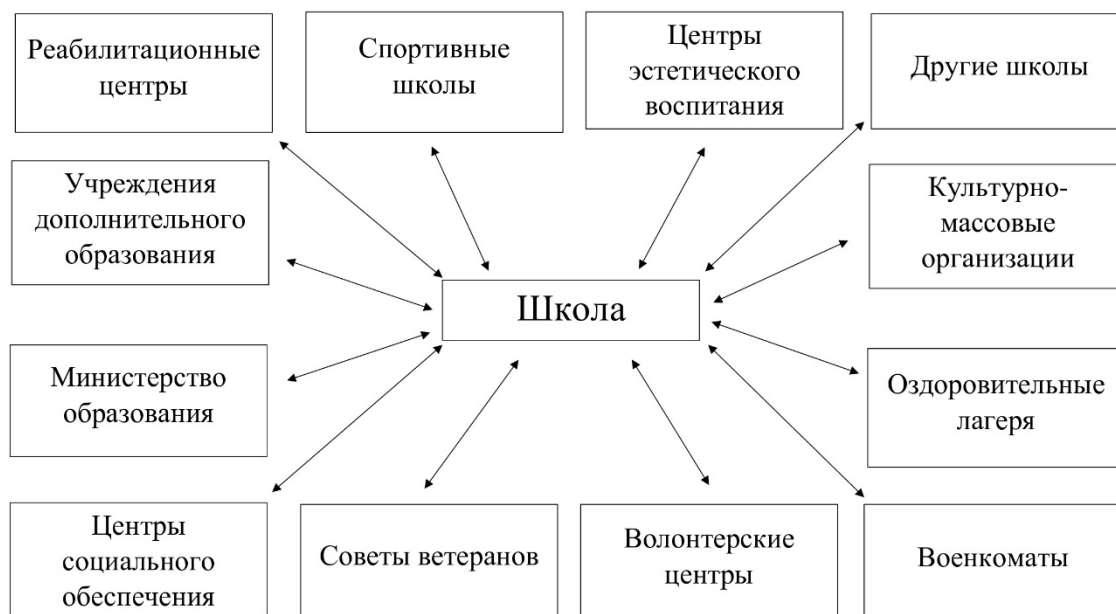 Реабилитационные
центры
Спортивные
школы
Центры
эстетического
воспитания
Другие школы
Учреждения
дополнительного
образования
Культурно-
массовые
организации
Школа
Министерство
образования
Оздоровительные
лагеря
Центры
социального
обеспечения
Советы ветеранов
Волонтерские
центры
Военкоматы